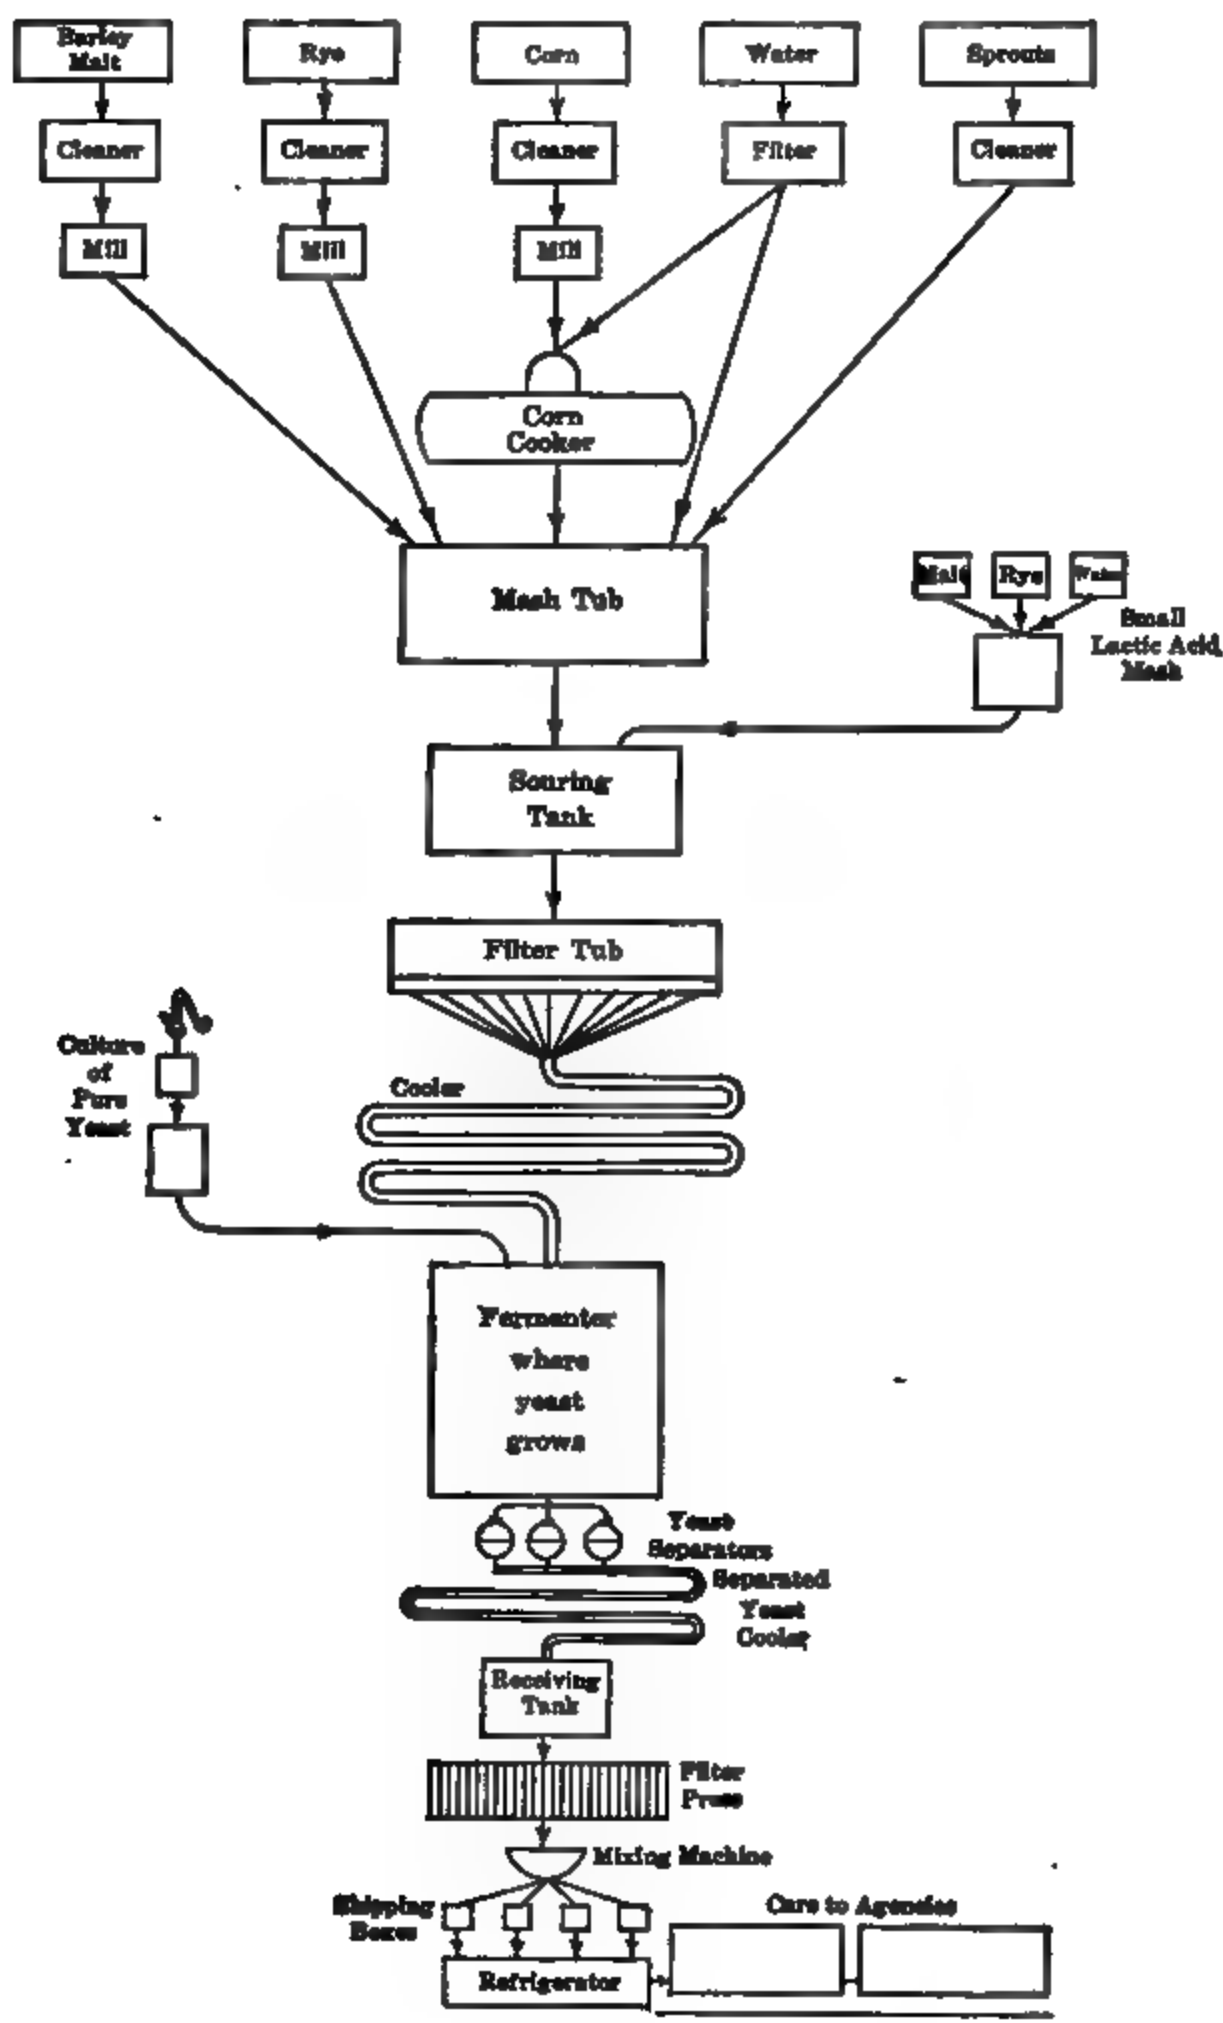 Barley
Malt
Rye
Corn
Water
Sprouts
Cleaner
Cleaner
Cleaner
Filter
Cleaner
Mill
Mill
Mill
Corn
Cooker
Mash Tub
Malt
Rye
Water
Small
Lactic Acid
Mash
Souring
Tank
Filter Tub
Culture
of
Pure
Yeast
Cooler
Fermenter
where
yeast
grows
Yeast
Separators
Separated
Yeast
Cooler
Receiving
Tank
Filter
Press
Mixing Machine
Shipping
Boxes
Cars to Agencies
Refrigerator